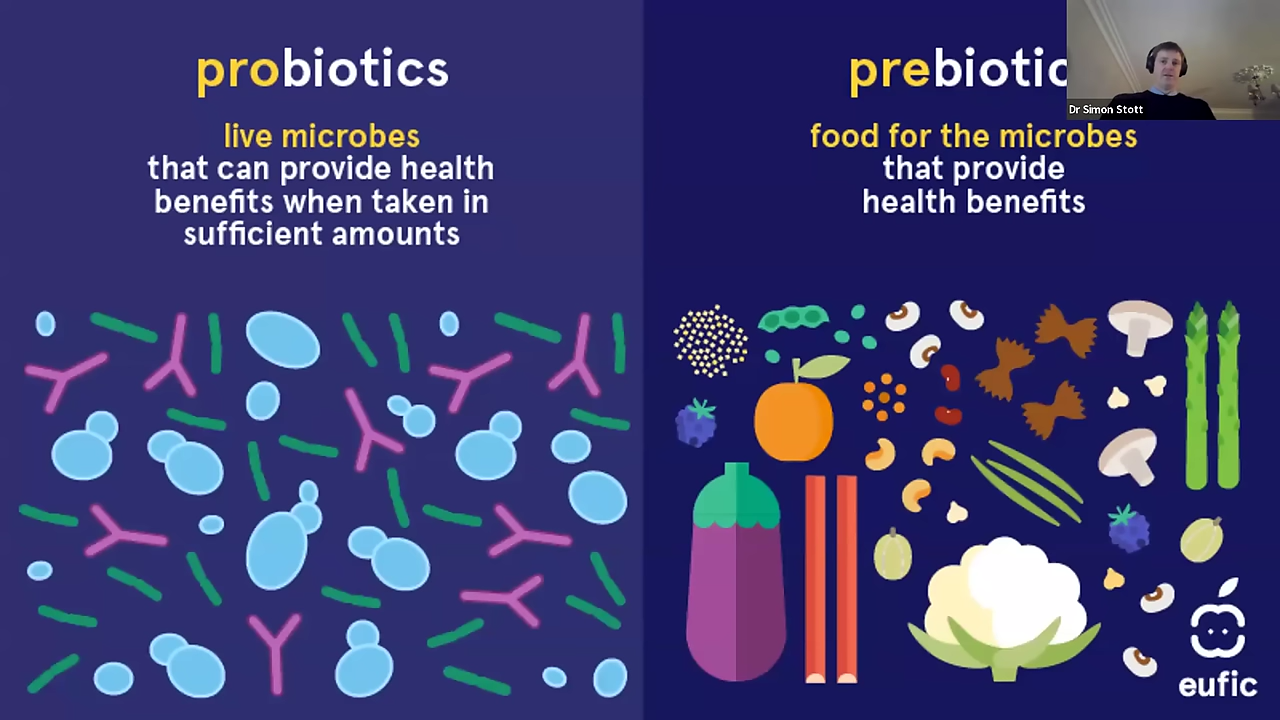 probiotics
live microbes
that can provide health
benefits when taken in
sufficient amounts
prebiotic
food for the microbes
that provide
health benefits
Dr Simon Stott
eufic